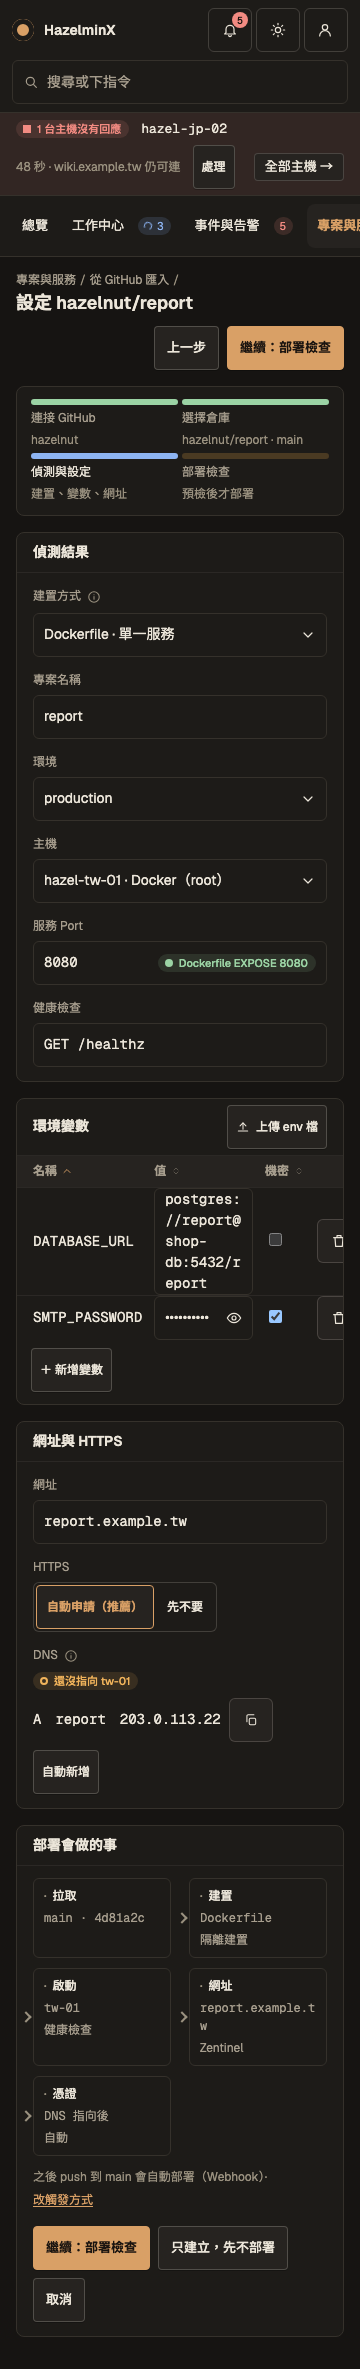 HazelminX
5
搜尋或下指令
1 台主機沒有回應 hazel-jp-02
48 秒 · wiki.example.tw 仍可連 處理 全部主機 →
總覽 工作中心 3 事件與告警 5 專案與服
專案與服務 / 從 GitHub 匯入 /
設定 hazelnut/report
上一步 繼續：部署檢查
連接 GitHub 選擇倉庫
hazelnut hazelnut/report · main
偵測與設定 部署檢查
建置、變數、網址 預檢後才部署
偵測結果
建置方式
Dockerfile · 單一服務
專案名稱
report
環境
production
主機
hazel-tw-01 · Docker（root）
服務 Port
8080 Dockerfile EXPOSE 8080
健康檢查
GET /healthz
環境變數 上傳 env 檔
名稱 值 機密
DATABASE_URL
postgres:
//report@
shop-
db:5432/r
eport
SMTP_PASSWORD ••••••••••
＋ 新增變數
網址與 HTTPS
網址
report.example.tw
HTTPS
自動申請（推薦） 先不要
DNS
還沒指向 tw-01
A report 203.0.113.22
自動新增
部署會做的事
· 拉取
main · 4d81a2c
· 建置
Dockerfile
隔離建置
· 啟動
tw-01
健康檢查
· 網址
report.example.t
w
Zentinel
· 憑證
DNS 指向後
自動
之後 push 到 main 會自動部署（Webhook）·
改觸發方式
繼續：部署檢查 只建立，先不部署
取消